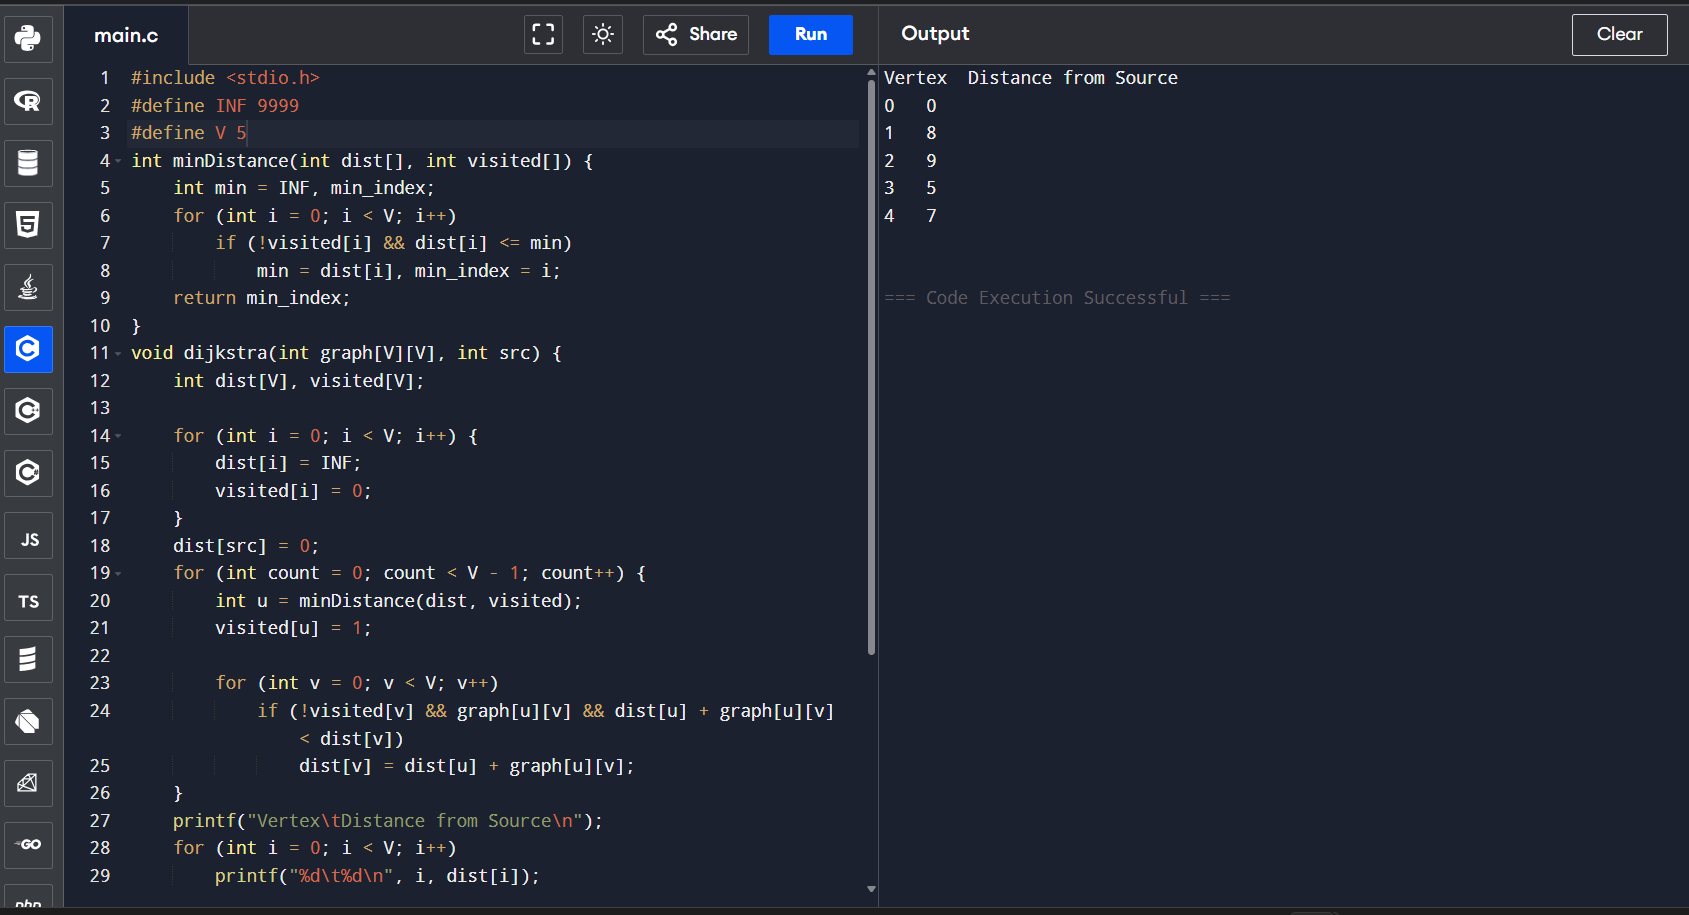 main.c
Share
Run
Output
Clear
1 #include <stdio.h>
2 #define INF 9999
3 #define V 5
4 int minDistance(int dist[], int visited[]) {
5     int min = INF, min_index;
6     for (int i = 0; i < V; i++)
7         if (!visited[i] && dist[i] <= min)
8             min = dist[i], min_index = i;
9     return min_index;
10 }
11 void dijkstra(int graph[V][V], int src) {
12     int dist[V], visited[V];
13
14     for (int i = 0; i < V; i++) {
15         dist[i] = INF;
16         visited[i] = 0;
17     }
18     dist[src] = 0;
19     for (int count = 0; count < V - 1; count++) {
20         int u = minDistance(dist, visited);
21         visited[u] = 1;
22
23         for (int v = 0; v < V; v++)
24             if (!visited[v] && graph[u][v] && dist[u] + graph[u][v]
                < dist[v])
25                 dist[v] = dist[u] + graph[u][v];
26     }
27     printf("Vertex\tDistance from Source\n");
28     for (int i = 0; i < V; i++)
29         printf("%d\t%d\n", i, dist[i]);
Vertex  Distance from Source
0   0
1   8
2   9
3   5
4   7
=== Code Execution Successful ===
R
5
C
C
C
JS
TS
GO
php